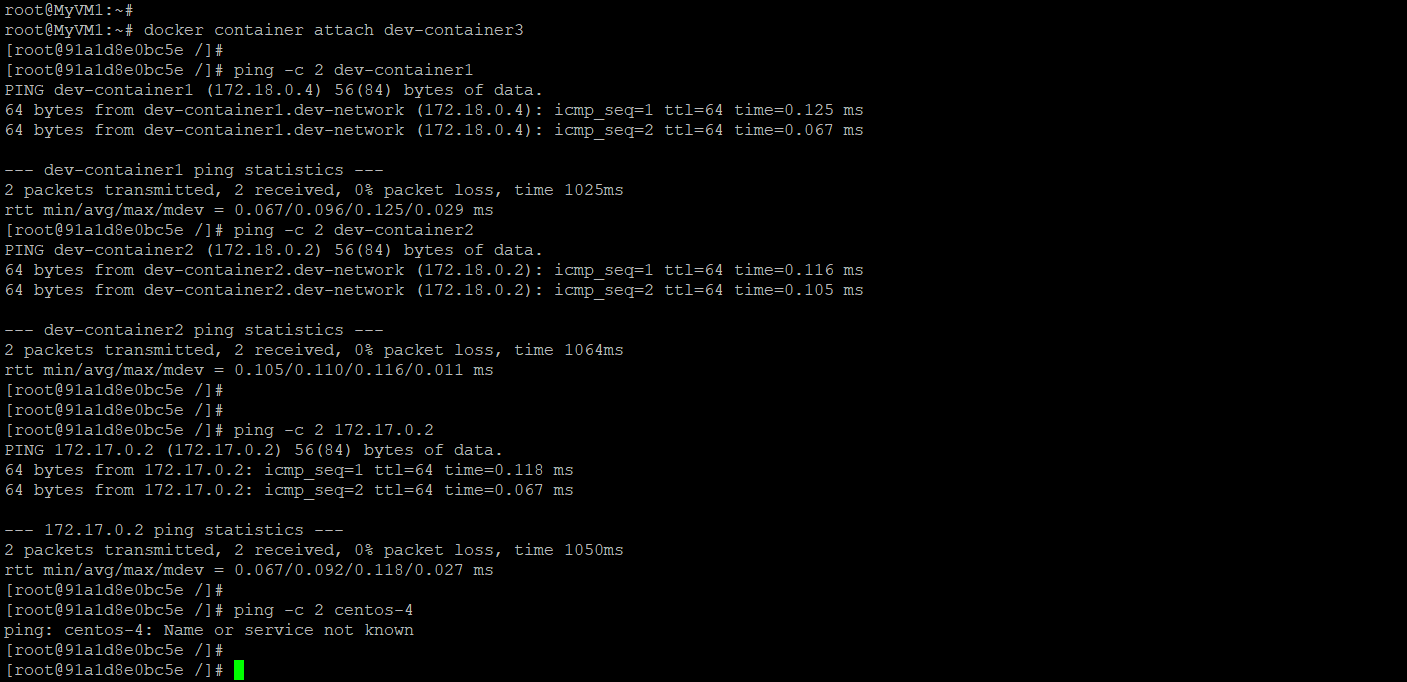 root@MyVM1:~#
root@MyVM1:~# docker container attach dev-container3
[root@91a1d8e0bc5e /]#
[root@91a1d8e0bc5e /]# ping -c 2 dev-container1
PING dev-container1 (172.18.0.4) 56(84) bytes of data.
64 bytes from dev-container1.dev-network (172.18.0.4): icmp_seq=1 ttl=64 time=0.125 ms
64 bytes from dev-container1.dev-network (172.18.0.4): icmp_seq=2 ttl=64 time=0.067 ms

--- dev-container1 ping statistics ---
2 packets transmitted, 2 received, 0% packet loss, time 1025ms
rtt min/avg/max/mdev = 0.067/0.096/0.125/0.029 ms
[root@91a1d8e0bc5e /]# ping -c 2 dev-container2
PING dev-container2 (172.18.0.2) 56(84) bytes of data.
64 bytes from dev-container2.dev-network (172.18.0.2): icmp_seq=1 ttl=64 time=0.116 ms
64 bytes from dev-container2.dev-network (172.18.0.2): icmp_seq=2 ttl=64 time=0.105 ms

--- dev-container2 ping statistics ---
2 packets transmitted, 2 received, 0% packet loss, time 1064ms
rtt min/avg/max/mdev = 0.105/0.110/0.116/0.011 ms
[root@91a1d8e0bc5e /]#
[root@91a1d8e0bc5e /]#
[root@91a1d8e0bc5e /]# ping -c 2 172.17.0.2
PING 172.17.0.2 (172.17.0.2) 56(84) bytes of data.
64 bytes from 172.17.0.2: icmp_seq=1 ttl=64 time=0.118 ms
64 bytes from 172.17.0.2: icmp_seq=2 ttl=64 time=0.067 ms

--- 172.17.0.2 ping statistics ---
2 packets transmitted, 2 received, 0% packet loss, time 1050ms
rtt min/avg/max/mdev = 0.067/0.092/0.118/0.027 ms
[root@91a1d8e0bc5e /]#
[root@91a1d8e0bc5e /]# ping -c 2 centos-4
ping: centos-4: Name or service not known
[root@91a1d8e0bc5e /]#
[root@91a1d8e0bc5e /]#